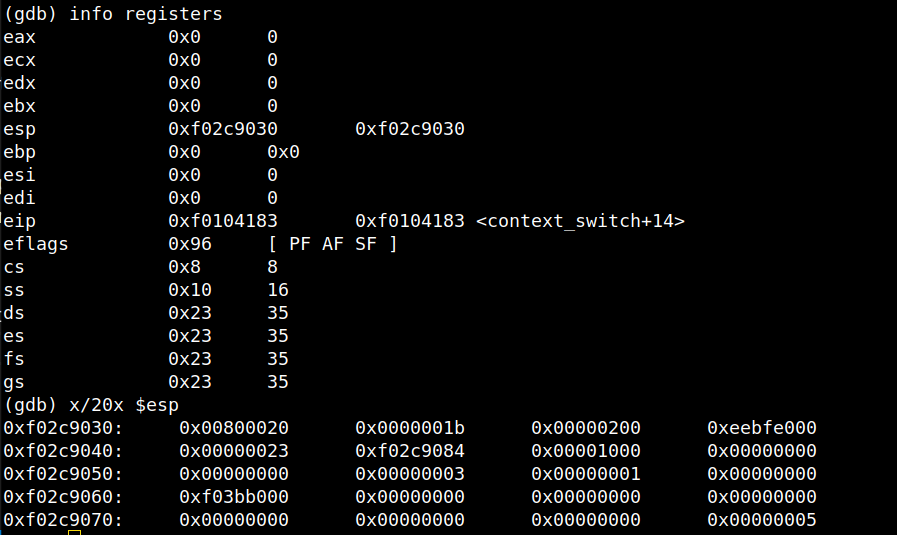 (gdb) info registers
eax            0x0      0
ecx            0x0      0
edx            0x0      0
ebx            0x0      0
esp            0xf02c9030       0xf02c9030
ebp            0x0      0x0
esi            0x0      0
edi            0x0      0
eip            0xf0104183       0xf0104183 <context_switch+14>
eflags         0x96     [ PF AF SF ]
cs             0x8      8
ss             0x10     16
ds             0x23     35
es             0x23     35
fs             0x23     35
gs             0x23     35
(gdb) x/20x $esp
0xf02c9030:     0x00800020      0x0000001b      0x00000200      0xeebfe000
0xf02c9040:     0x00000023      0xf02c9084      0x00001000      0x00000000
0xf02c9050:     0x00000000      0x00000003      0x00000001      0x00000000
0xf02c9060:     0xf03bb000      0x00000000      0x00000000      0x00000000
0xf02c9070:     0x00000000      0x00000000      0x00000000      0x00000005